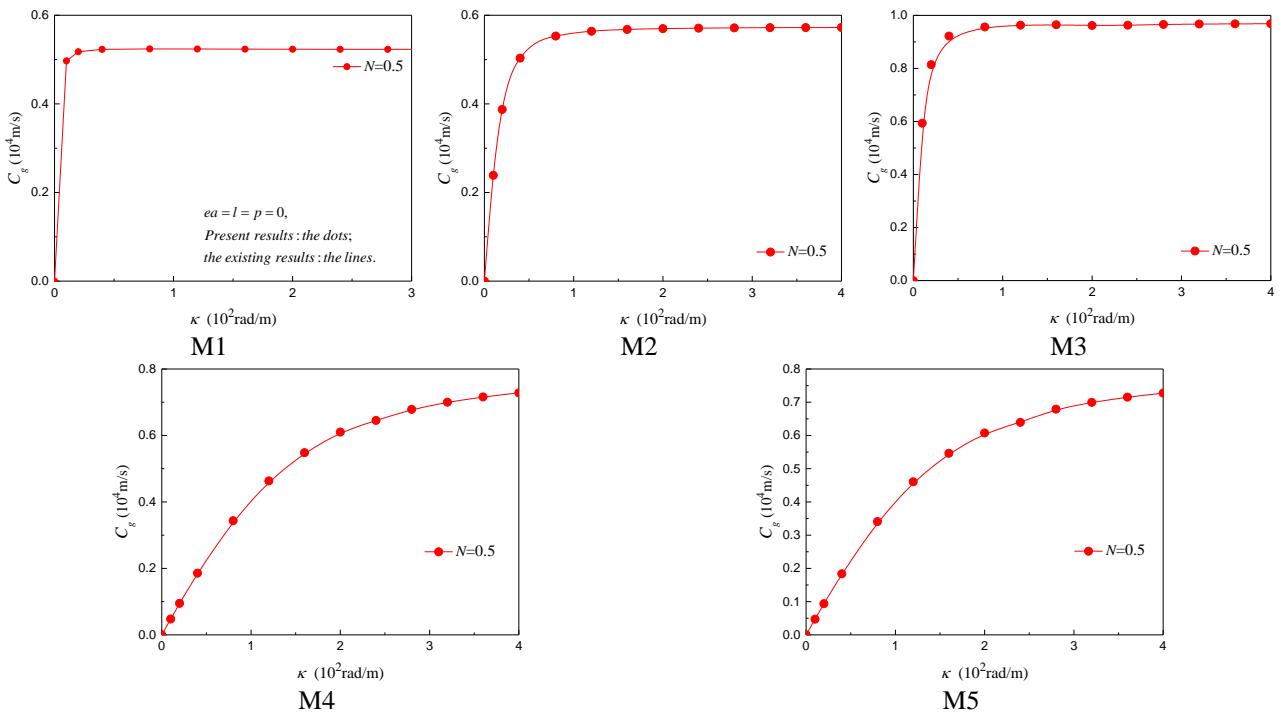 0.6
0.4
0.2
0.0
0 1 2 3
C_g (10^4m/s)
κ (10^2rad/m)
N=0.5
ea = l = p = 0,
Present results : the dots;
the existing results : the lines.
M1
0.6
0.4
0.2
0.0
0 1 2 3 4
C_g (10^4m/s)
κ (10^2rad/m)
N=0.5
M2
1.0
0.8
0.6
0.4
0.2
0.0
0 1 2 3 4
C_g (10^4m/s)
κ (10^2rad/m)
N=0.5
M3
0.8
0.6
0.4
0.2
0.0
0 1 2 3 4
C_g (10^4m/s)
κ (10^2rad/m)
N=0.5
M4
0.8
0.7
0.6
0.5
0.4
0.3
0.2
0.1
0.0
0 1 2 3 4
C_g (10^4m/s)
κ (10^2rad/m)
N=0.5
M5